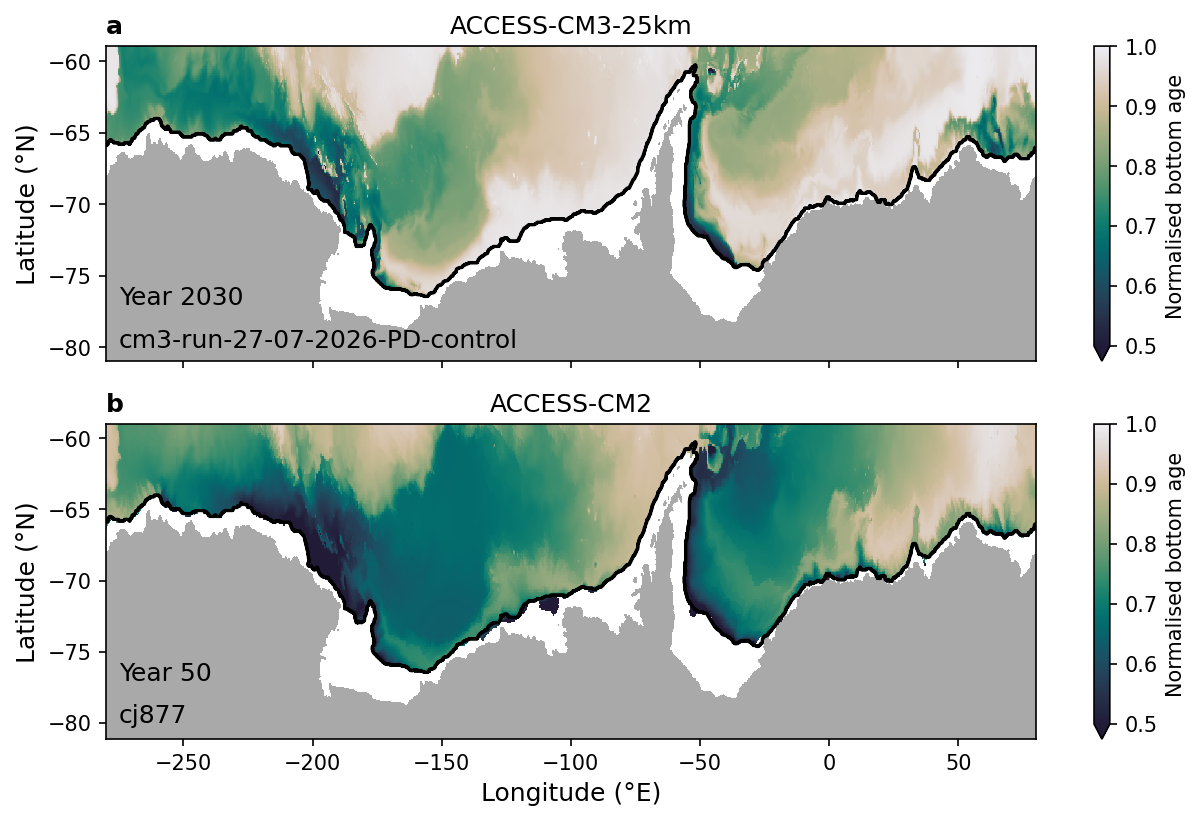 a
ACCESS-CM3-25km
−60
−65
−70
−75
−80
Latitude (°N)
Year 2030
cm3-run-27-07-2026-PD-control
1.0
0.9
0.8
0.7
0.6
0.5
Normalised bottom age
b
ACCESS-CM2
−60
−65
−70
−75
−80
Latitude (°N)
Year 50
cj877
−250
−200
−150
−100
−50
0
50
Longitude (°E)
1.0
0.9
0.8
0.7
0.6
0.5
Normalised bottom age